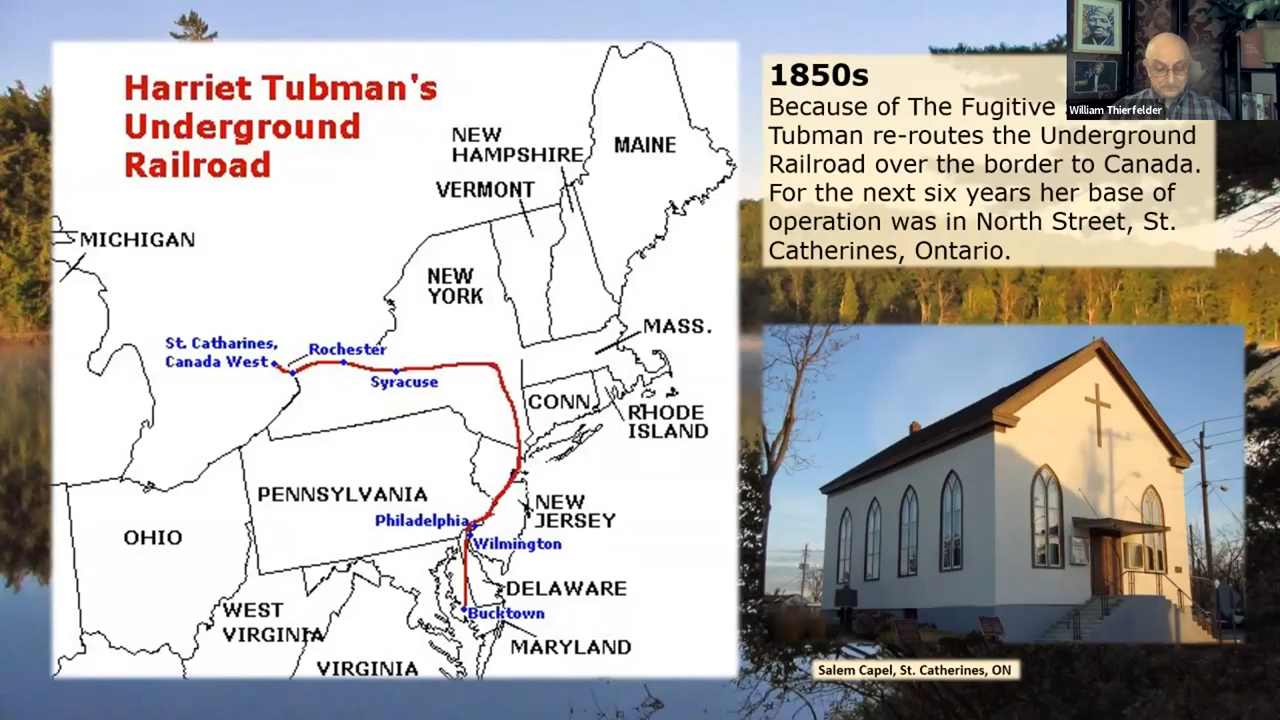 Harriet Tubman's
Underground
Railroad
NEW
HAMPSHIRE
MAINE
VERMONT
MICHIGAN
NEW
YORK
MASS.
St. Catharines,
Canada West
Rochester
Syracuse
CONN.
RHODE
ISLAND
PENNSYLVANIA
NEW
JERSEY
Philadelphia
OHIO
Wilmington
DELAWARE
Bucktown
WEST
VIRGINIA
MARYLAND
VIRGINIA
1850s
Because of The Fugitive
Tubman re-routes the Underground
Railroad over the border to Canada.
For the next six years her base of
operation was in North Street, St.
Catherines, Ontario.
William Thierfelder
Salem Capel, St. Catherines, ON